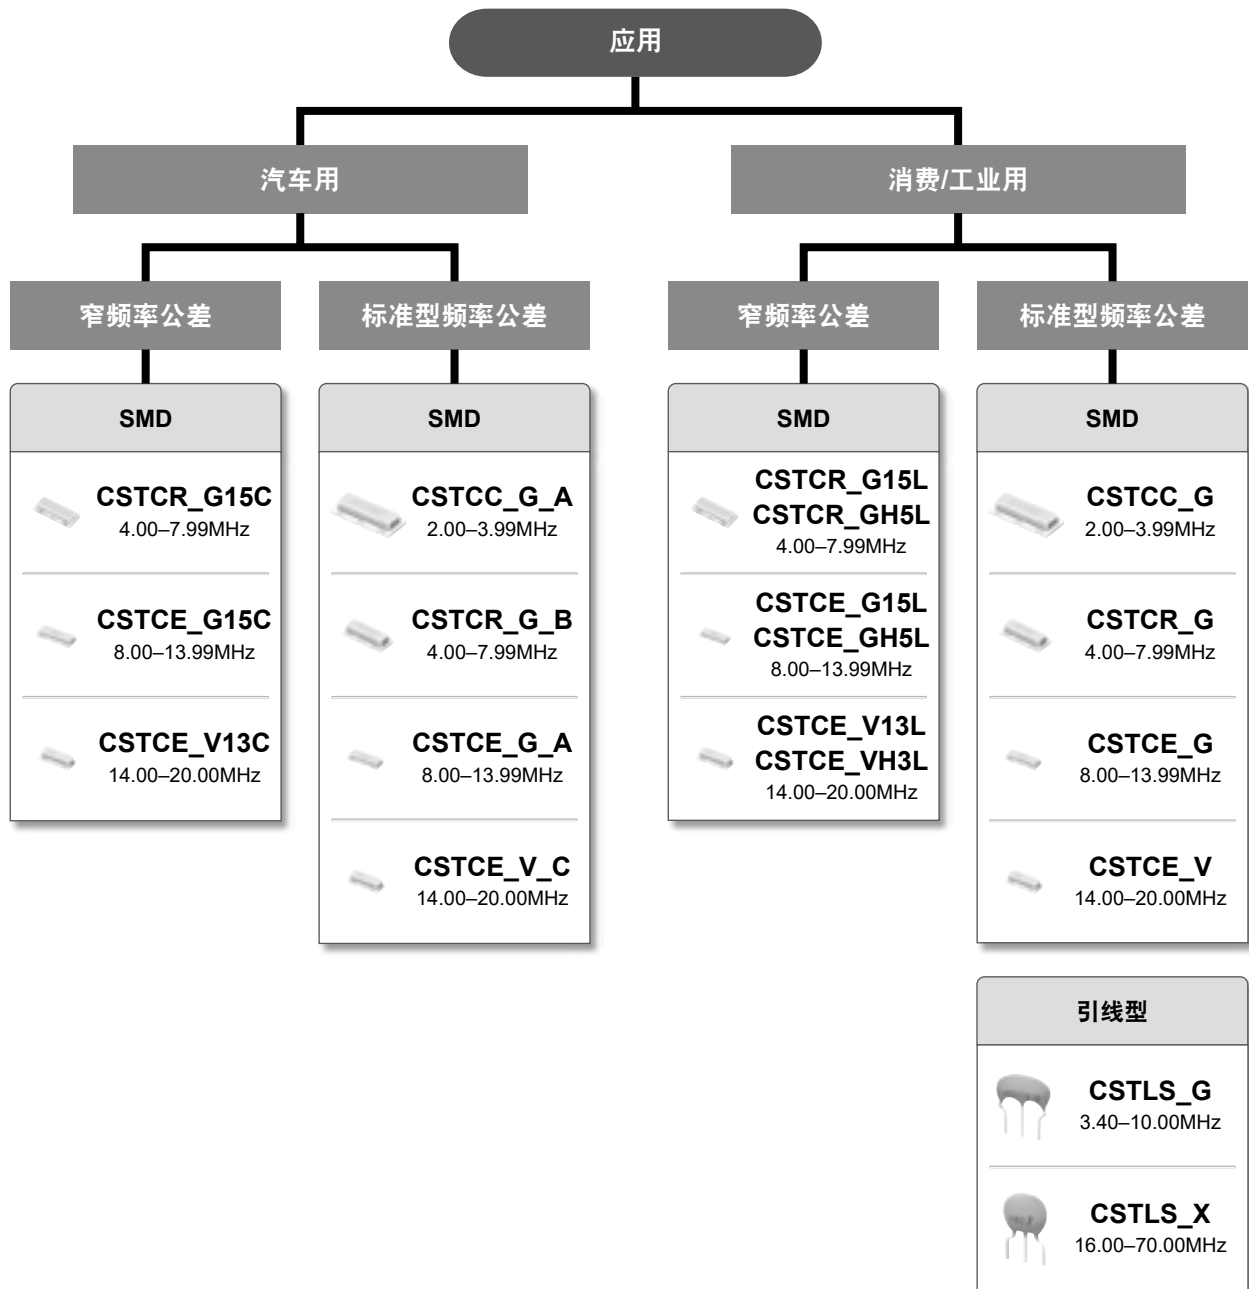 应用
汽车用
消费/工业用
窄频率公差
标准型频率公差
窄频率公差
标准型频率公差
SMD
CSTCR_G15C
4.00–7.99MHz
CSTCE_G15C
8.00–13.99MHz
CSTCE_V13C
14.00–20.00MHz
SMD
CSTCC_G_A
2.00–3.99MHz
CSTCR_G_B
4.00–7.99MHz
CSTCE_G_A
8.00–13.99MHz
CSTCE_V_C
14.00–20.00MHz
SMD
CSTCR_G15L
CSTCR_GH5L
4.00–7.99MHz
CSTCE_G15L
CSTCE_GH5L
8.00–13.99MHz
CSTCE_V13L
CSTCE_VH3L
14.00–20.00MHz
SMD
CSTCC_G
2.00–3.99MHz
CSTCR_G
4.00–7.99MHz
CSTCE_G
8.00–13.99MHz
CSTCE_V
14.00–20.00MHz
引线型
CSTLS_G
3.40–10.00MHz
CSTLS_X
16.00–70.00MHz